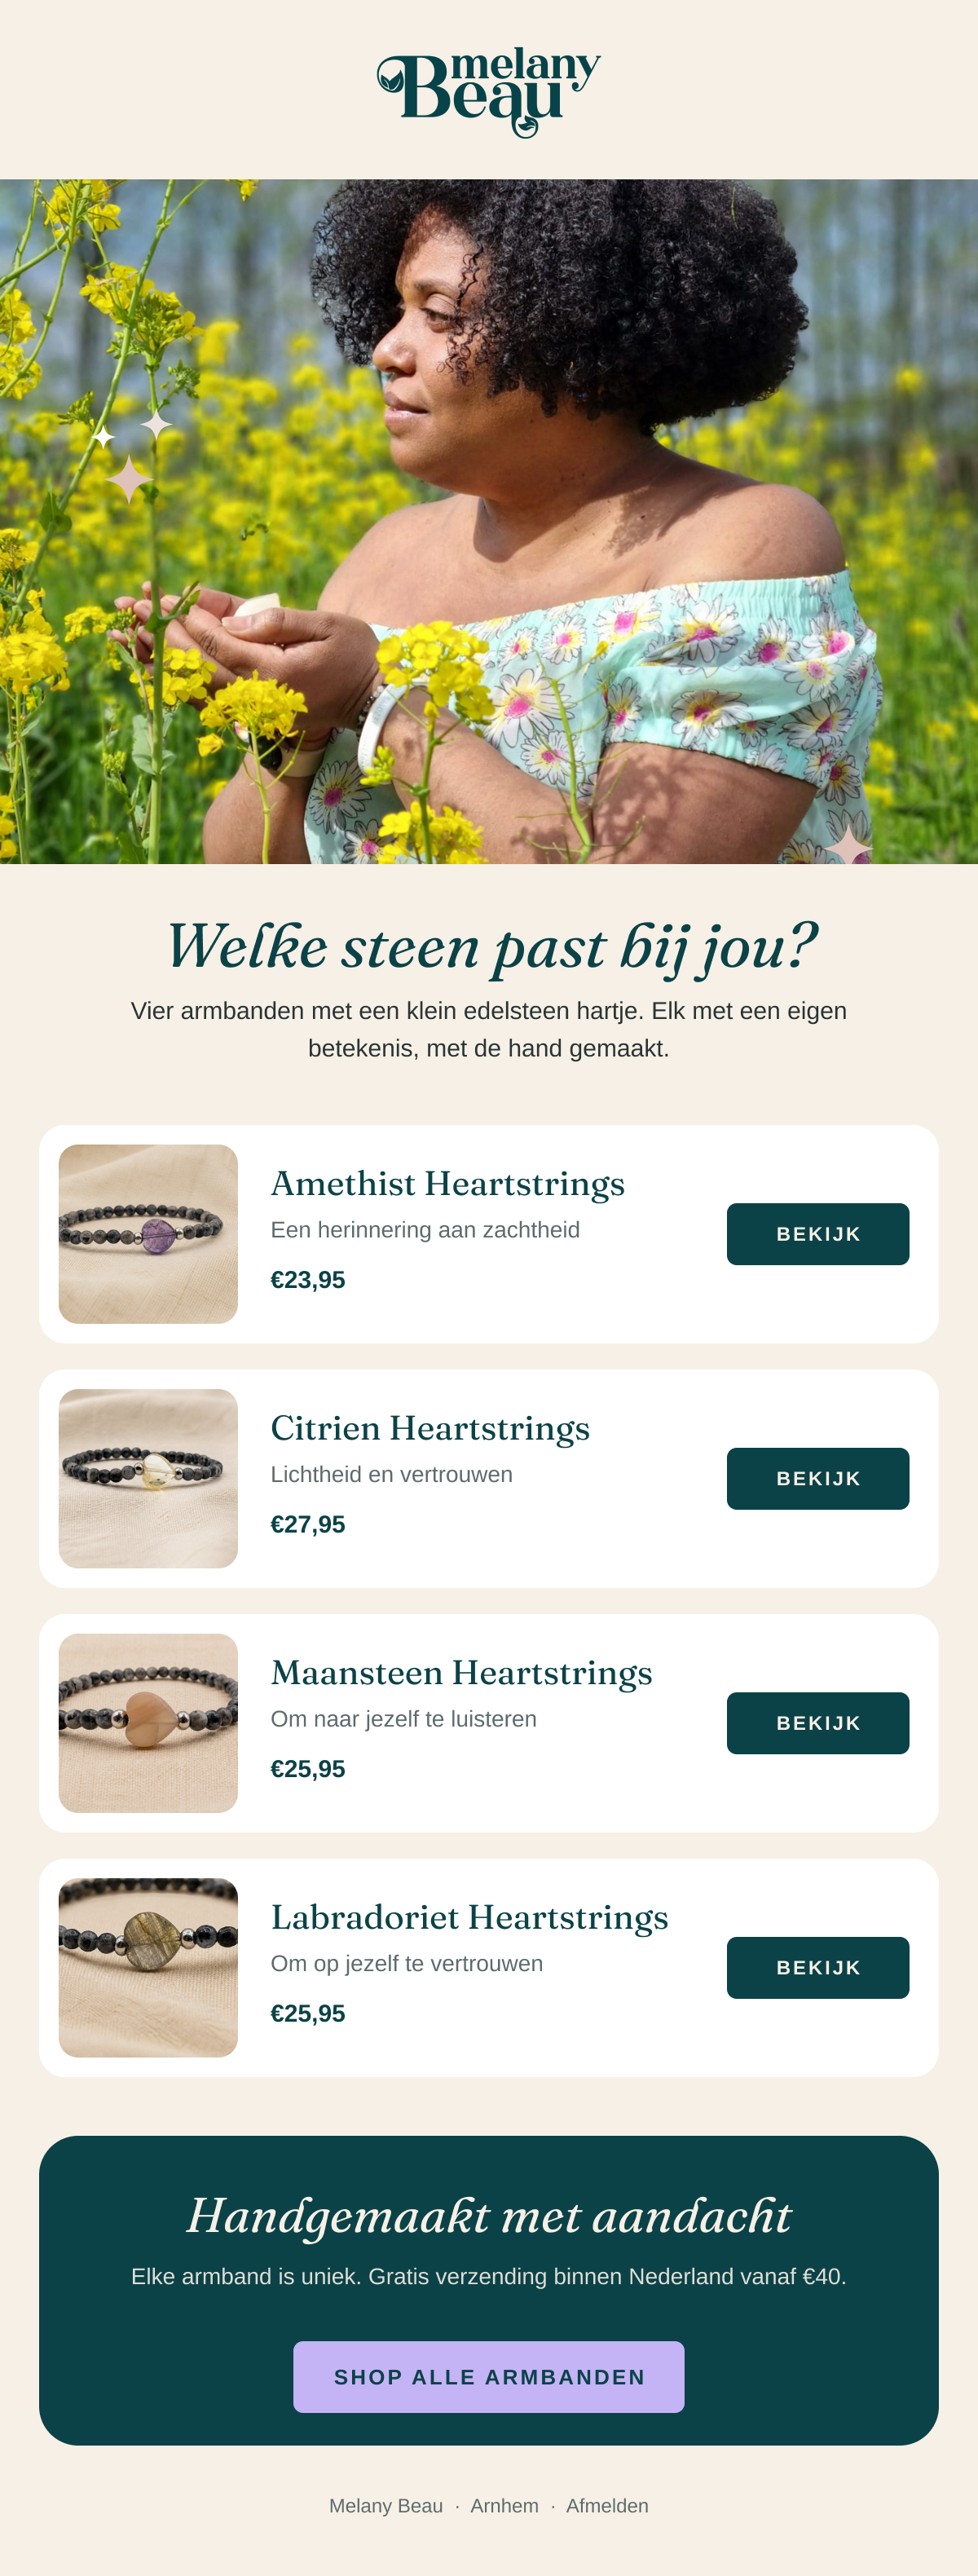 melany
Beau
Welke steen past bij jou?
Vier armbanden met een klein edelsteen hartje. Elk met een eigen
betekenis, met de hand gemaakt.
Amethist Heartstrings
Een herinnering aan zachtheid
€23,95
BEKIJK
Citrien Heartstrings
Lichtheid en vertrouwen
€27,95
BEKIJK
Maansteen Heartstrings
Om naar jezelf te luisteren
€25,95
BEKIJK
Labradoriet Heartstrings
Om op jezelf te vertrouwen
€25,95
BEKIJK
Handgemaakt met aandacht
Elke armband is uniek. Gratis verzending binnen Nederland vanaf €40.
SHOP ALLE ARMBANDEN
Melany Beau · Arnhem · Afmelden